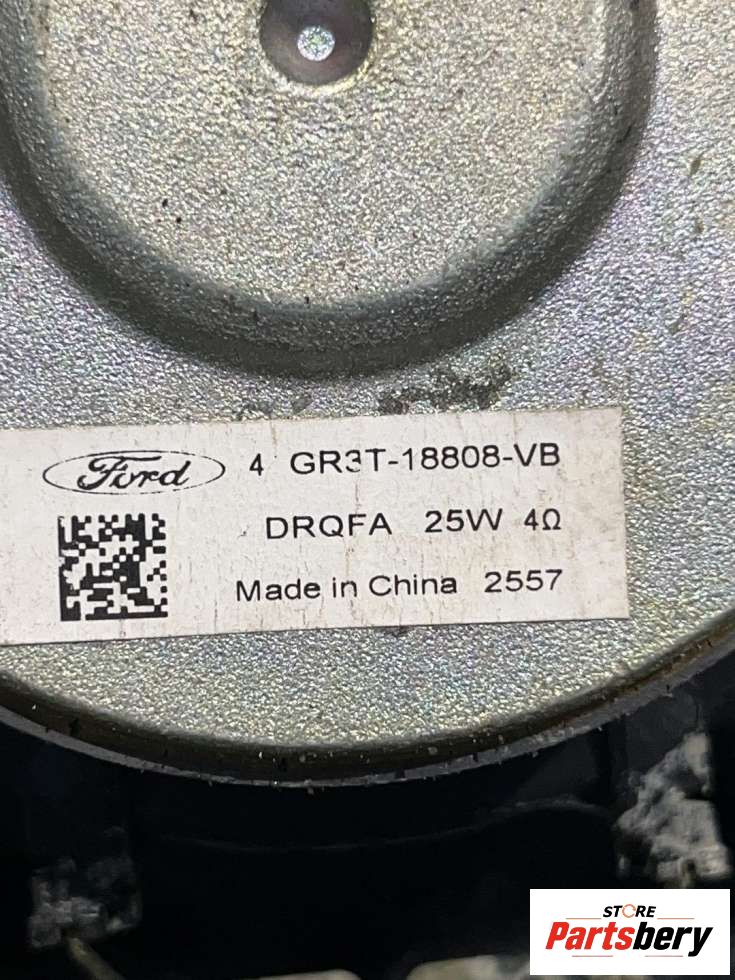 Ford 4 GR3T-18808-VB
DRQFA 25W 4Ω
Made in China 2557
STORE
Partsbery